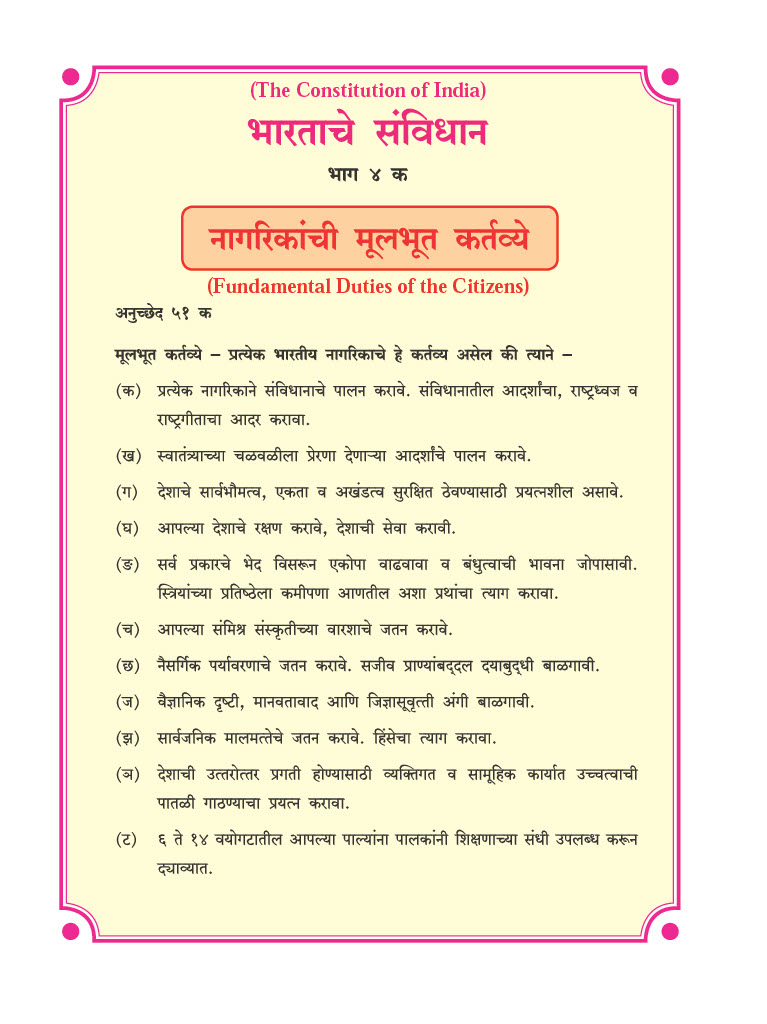 (The Constitution of India)
भारताचे संविधान
भाग ४ क
नागरिकांची मूलभूत कर्तव्ये
(Fundamental Duties of the Citizens)
अनुच्छेद ५१ क
मूलभूत कर्तव्ये – प्रत्येक भारतीय नागरिकाचे हे कर्तव्य असेल की त्याने –
(क) प्रत्येक नागरिकाने संविधानाचे पालन करावे. संविधानातील आदर्शांचा, राष्ट्रध्वज व
राष्ट्रगीताचा आदर करावा.
(ख) स्वातंत्र्याच्या चळवळीला प्रेरणा देणाऱ्या आदर्शांचे पालन करावे.
(ग) देशाचे सार्वभौमत्व, एकता व अखंडत्व सुरक्षित ठेवण्यासाठी प्रयत्नशील असावे.
(घ) आपल्या देशाचे रक्षण करावे, देशाची सेवा करावी.
(ङ) सर्व प्रकारचे भेद विसरून एकोपा वाढवावा व बंधुत्वाची भावना जोपासावी.
स्त्रियांच्या प्रतिष्ठेला कमीपणा आणतील अशा प्रथांचा त्याग करावा.
(च) आपल्या संमिश्र संस्कृतीच्या वारशाचे जतन करावे.
(छ) नैसर्गिक पर्यावरणाचे जतन करावे. सजीव प्राण्यांबद्दल दयाबुद्धी बाळगावी.
(ज) वैज्ञानिक दृष्टी, मानवतावाद आणि जिज्ञासूवृत्ती अंगी बाळगावी.
(झ) सार्वजनिक मालमत्तेचे जतन करावे. हिंसेचा त्याग करावा.
(ञ) देशाची उत्तरोत्तर प्रगती होण्यासाठी व्यक्तिगत व सामूहिक कार्यात उच्चत्वाची
पातळी गाठण्याचा प्रयत्न करावा.
(ट) ६ ते १४ वयोगटातील आपल्या पाल्यांना पालकांनी शिक्षणाच्या संधी उपलब्ध करून
द्याव्यात.